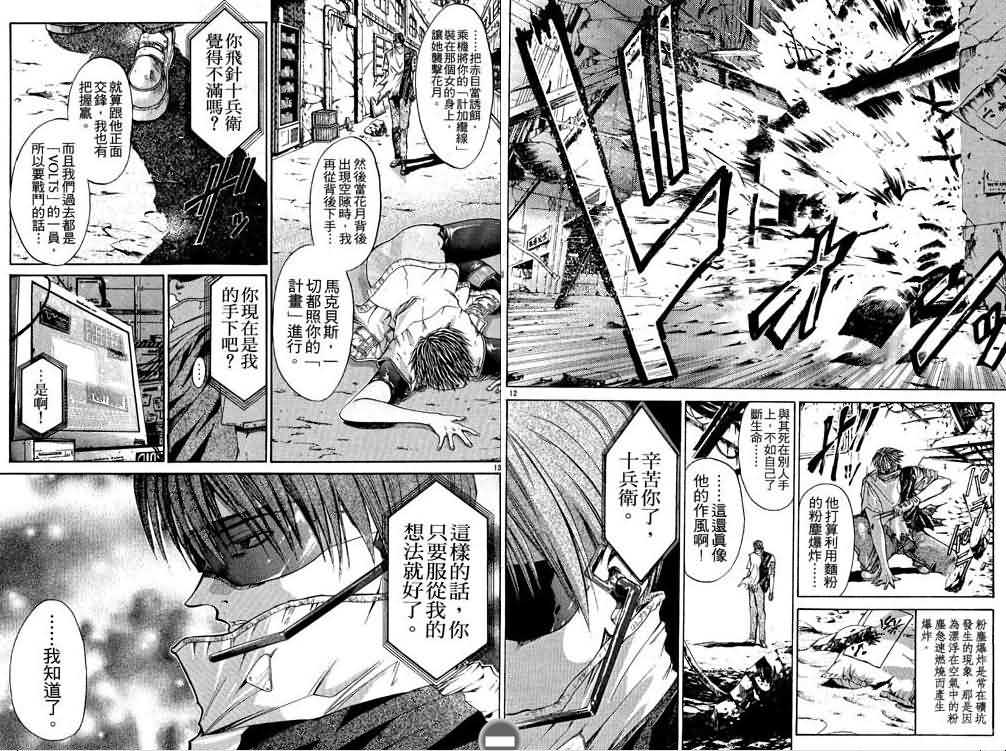 他打算利用麵粉
的粉塵爆炸⋯
粉塵爆炸是常在礦坑
發生的現象，那是因
為漂浮在空氣中的粉
塵急速燃燒而產生
爆炸。
與其死在別人手
上，不如自己了
斷生命⋯⋯
⋯⋯這還眞像
他的作風啊！
辛苦你了，
十兵衛。
12
⋯⋯把赤目當誘餌，
乘機將你的「計加纜線」
裝在那個女的身上，
讓她襲擊花月。
然後當花月背後
出現空隙時，我
再從背後下手⋯
馬克貝斯，一
切都照你的「
計畫」進行。
你飛針十兵衛
覺得不滿嗎？
就算跟他正面
交鋒，我也有
把握贏。
而且我們過去都是
「VOLTS」的一員，
所以要戰鬥的話⋯
你現在是我
的手下吧？
⋯
⋯是啊！
13
這樣的話，你
只要服從我的
想法就好了。
⋯⋯我知道了。